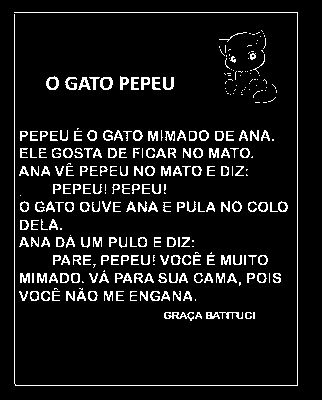 O GATO PEPEU
PEPEU É O GATO MIMADO DE ANA.
ELE GOSTA DE FICAR NO MATO.
ANA VÊ PEPEU NO MATO E DIZ:
PEPEU! PEPEU!
O GATO OUVE ANA E PULA NO COLO
DELA.
ANA DÁ UM PULO E DIZ:
PARE, PEPEU! VOCÊ É MUITO
MIMADO. VÁ PARA SUA CAMA, POIS
VOCÊ NÃO ME ENGANA.
GRAÇA BATITUCI